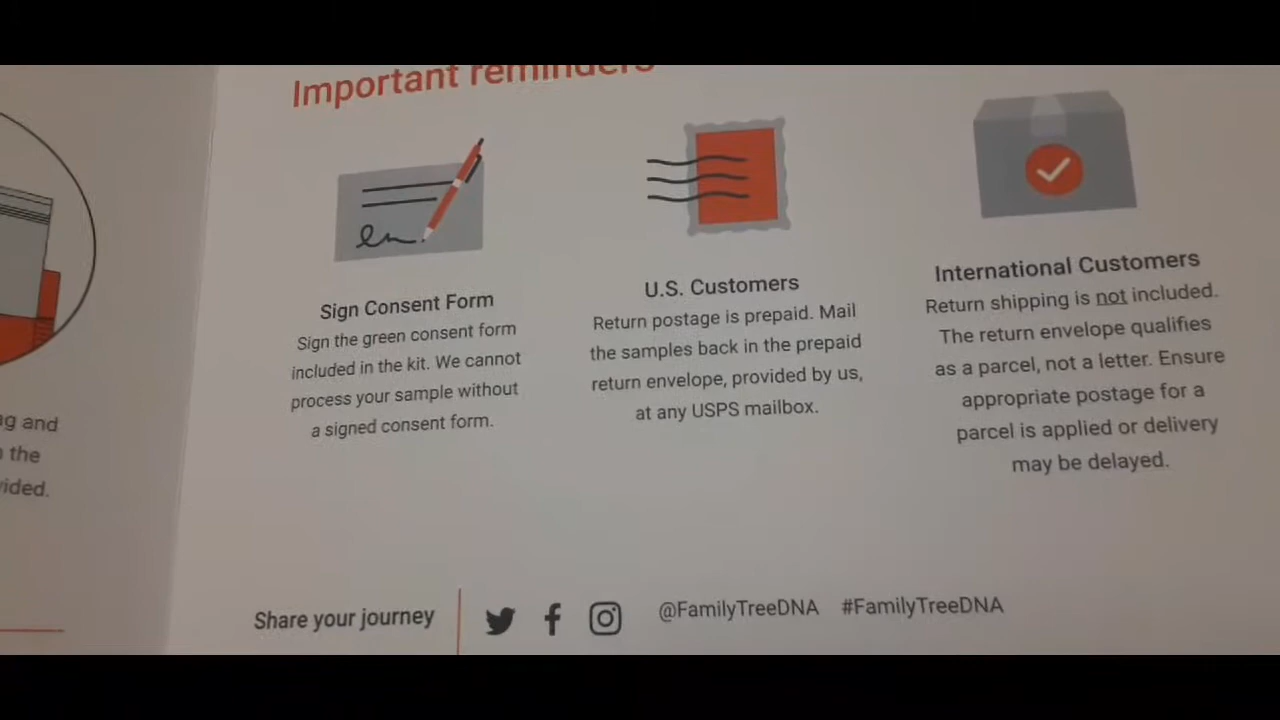 ng and
the
Important reminders
Sign Consent Form
Sign the green consent form
included in the kit. We cannot
process your sample without
a signed consent form.
U.S. Customers
Return postage is prepaid. Mail
the samples back in the prepaid
return envelope, provided by us,
at any USPS mailbox.
International Customers
Return shipping is not included.
The return envelope qualifies
as a parcel, not a letter. Ensure
appropriate postage for a
parcel is applied or delivery
may be delayed.
Share your journey
@FamilyTreeDNA #FamilyTreeDNA